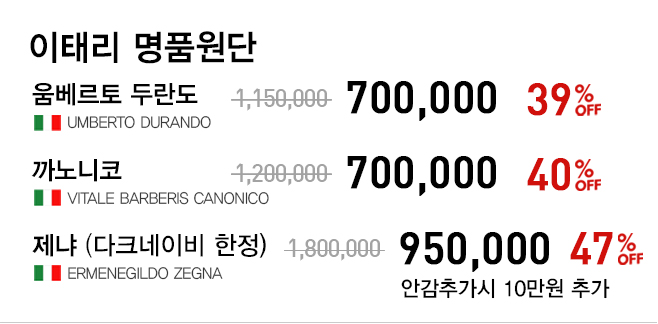 이태리 명품원단
움베르토 두란도 1,150,000 700,000 39% OFF
UMBERTO DURANDO
까노니코 1,200,000 700,000 40% OFF
VITALE BARBERIS CANONICO
제냐 (다크네이비 한정) 1,800,000 950,000 47% OFF
ERMENEGILDO ZEGNA
안감추가시 10만원 추가